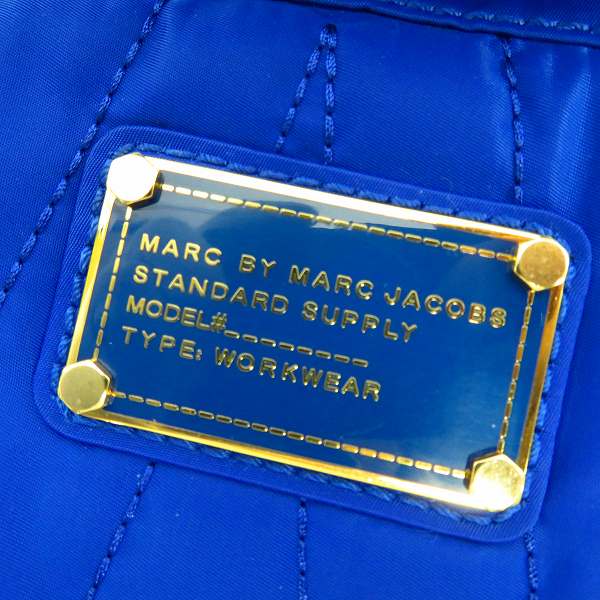 MARC BY MARC JACOBS
STANDARD SUPPLY
MODEL#_________
TYPE: WORKWEAR